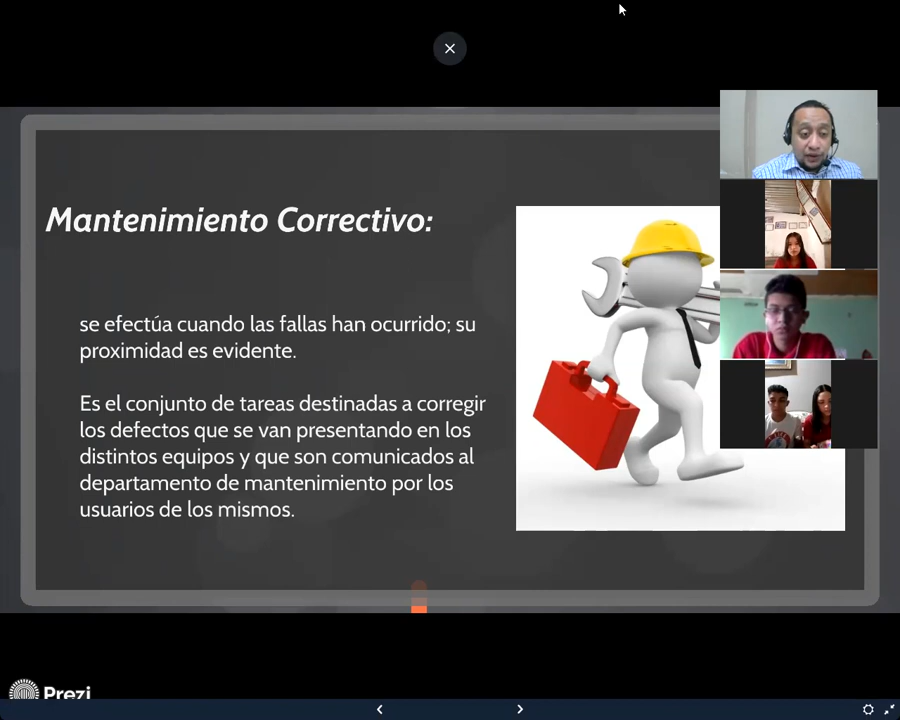 Mantenimiento Correctivo:
se efectúa cuando las fallas han ocurrido; su
proximidad es evidente.
Es el conjunto de tareas destinadas a corregir
los defectos que se van presentando en los
distintos equipos y que son comunicados al
departamento de mantenimiento por los
usuarios de los mismos.
Prezi